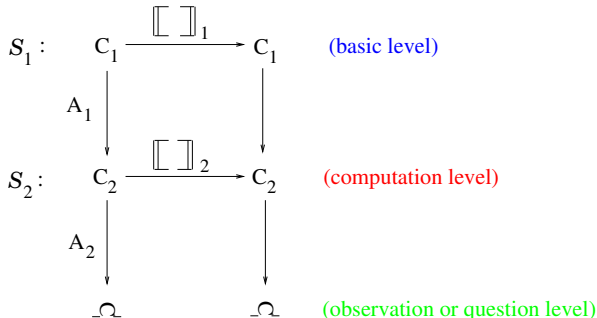 ⟦ ⟧₁
S₁ : C₁ C₁ (basic level)
A₁
⟦ ⟧₂
S₂ : C₂ C₂ (computation level)
A₂
(observation or question level)